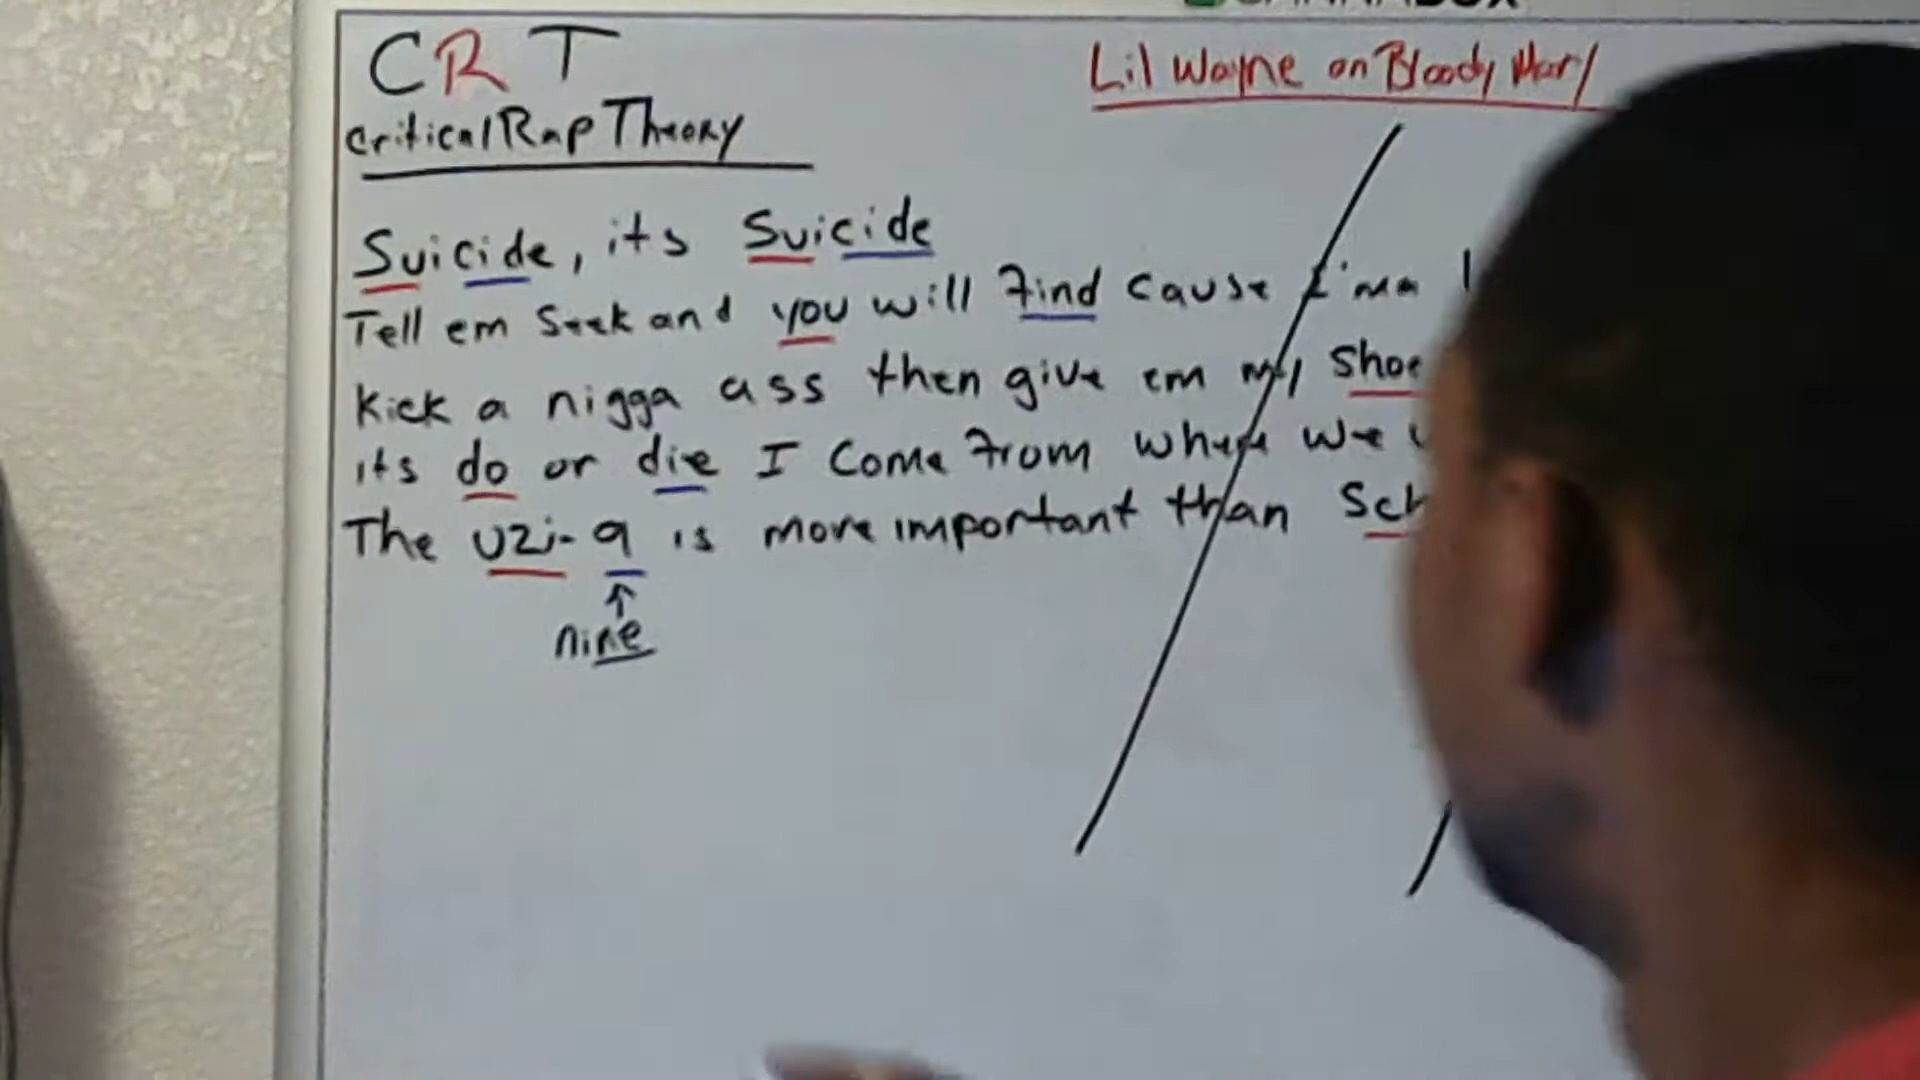 CRT
Lil Wayne on Bloody Mary
Critical Rap Theory
Suicide, its Suicide
Tell em Seek and you will find cause I'ma
Kick a nigga ass then give em my Shoe
its do or die I Come from where we
The uzi-9 is more important than Sch
nine